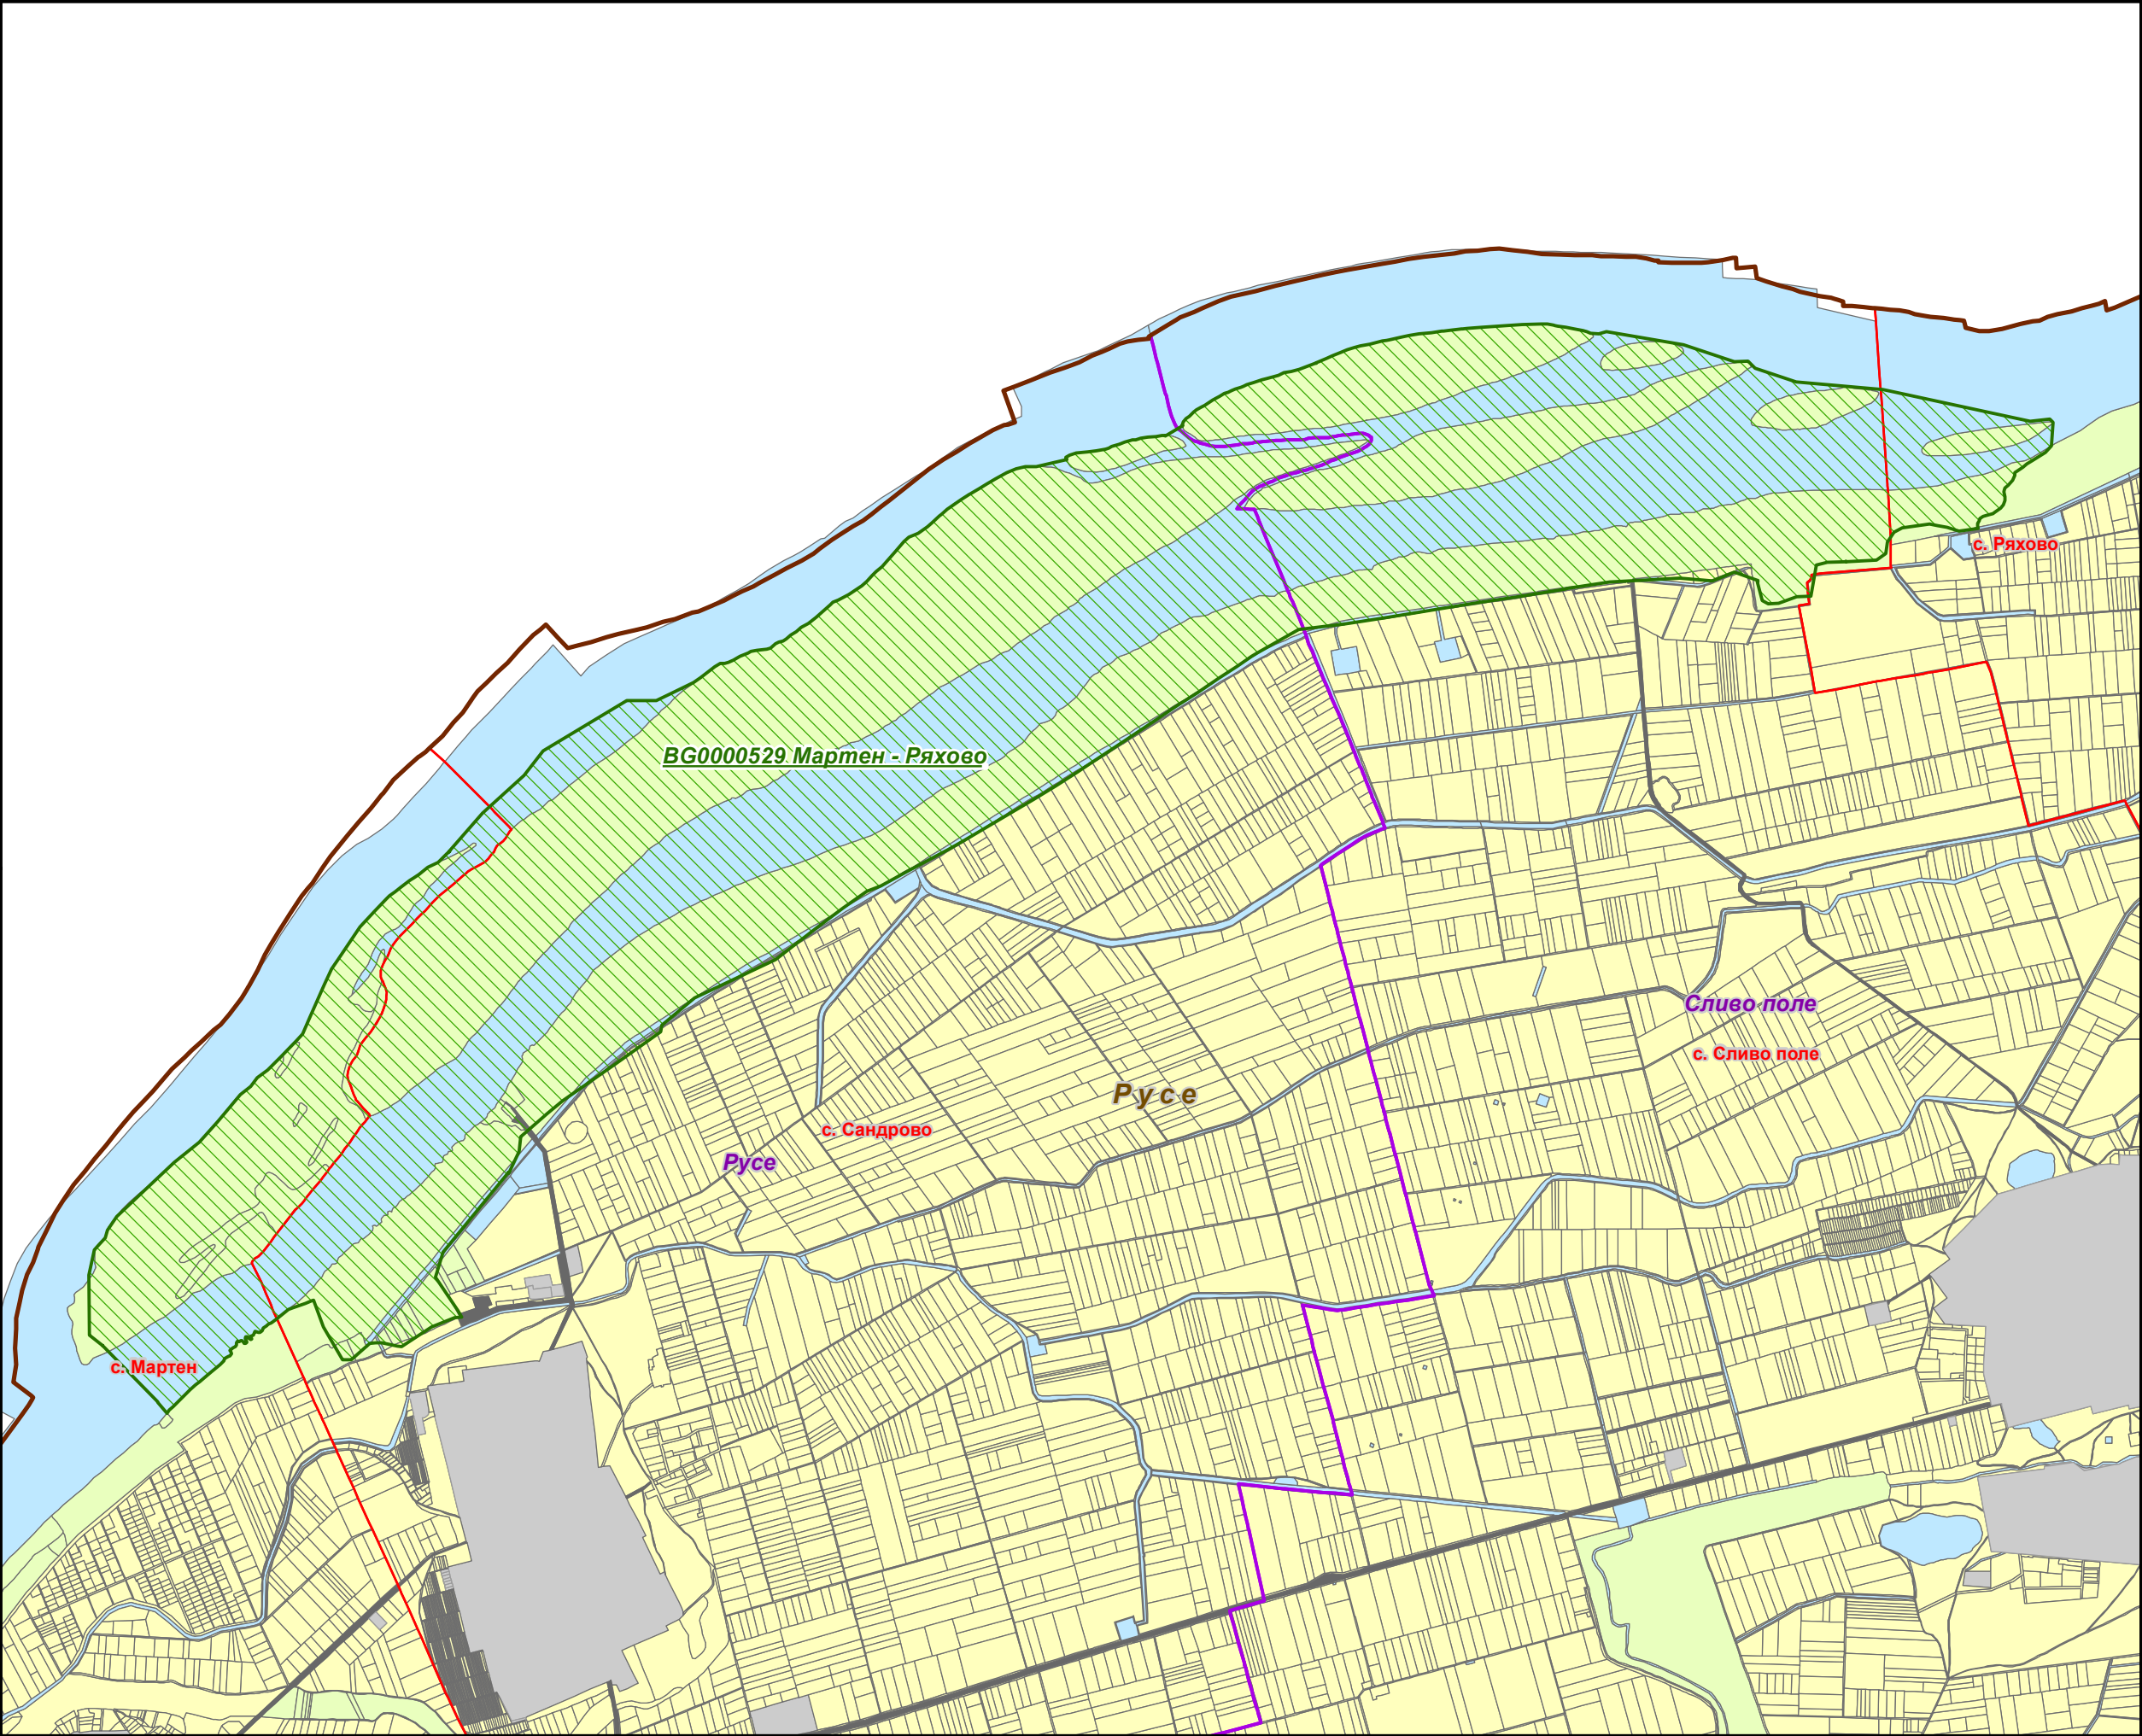 с. Ряхово
BG0000529 Мартен - Ряхово
Сливо поле
с. Сливо поле
Русе
с. Сандрово
Русе
с. Мартен